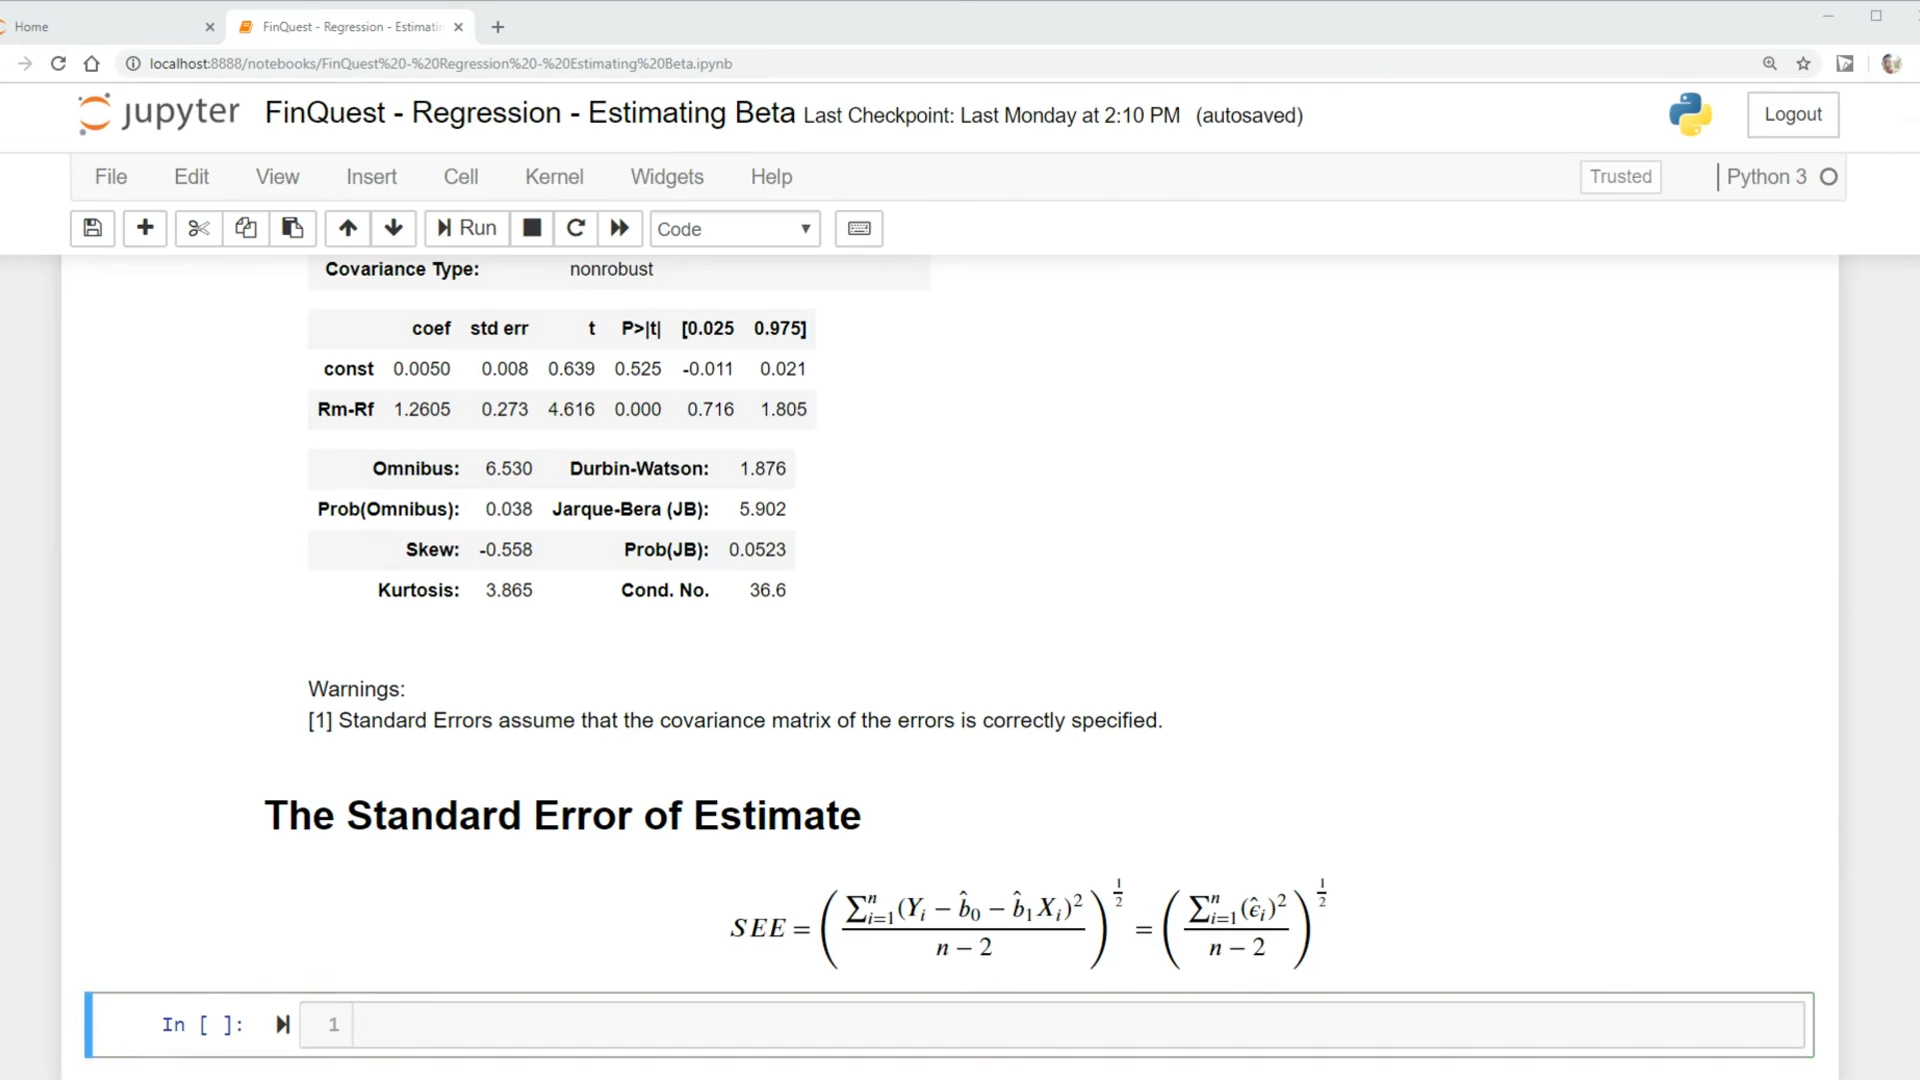 Home
FinQuest - Regression - Estimatin
localhost:8888/notebooks/FinQuest%20-%20Regression%20-%20Estimating%20Beta.ipynb
jupyter FinQuest - Regression - Estimating Beta Last Checkpoint: Last Monday at 2:10 PM (autosaved)
Logout
File Edit View Insert Cell Kernel Widgets Help Trusted Python 3
Run Code
Covariance Type: nonrobust
coef std err t P>|t| [0.025 0.975]
const 0.0050 0.008 0.639 0.525 -0.011 0.021
Rm-Rf 1.2605 0.273 4.616 0.000 0.716 1.805
Omnibus: 6.530 Durbin-Watson: 1.876
Prob(Omnibus): 0.038 Jarque-Bera (JB): 5.902
Skew: -0.558 Prob(JB): 0.0523
Kurtosis: 3.865 Cond. No. 36.6
Warnings:
[1] Standard Errors assume that the covariance matrix of the errors is correctly specified.
The Standard Error of Estimate
SEE = (∑ⁿᵢ₌₁(Yᵢ − b̂₀ − b̂₁Xᵢ)² / n − 2)^½ = (∑ⁿᵢ₌₁(ϵ̂ᵢ)² / n − 2)^½
In [ ]: 1